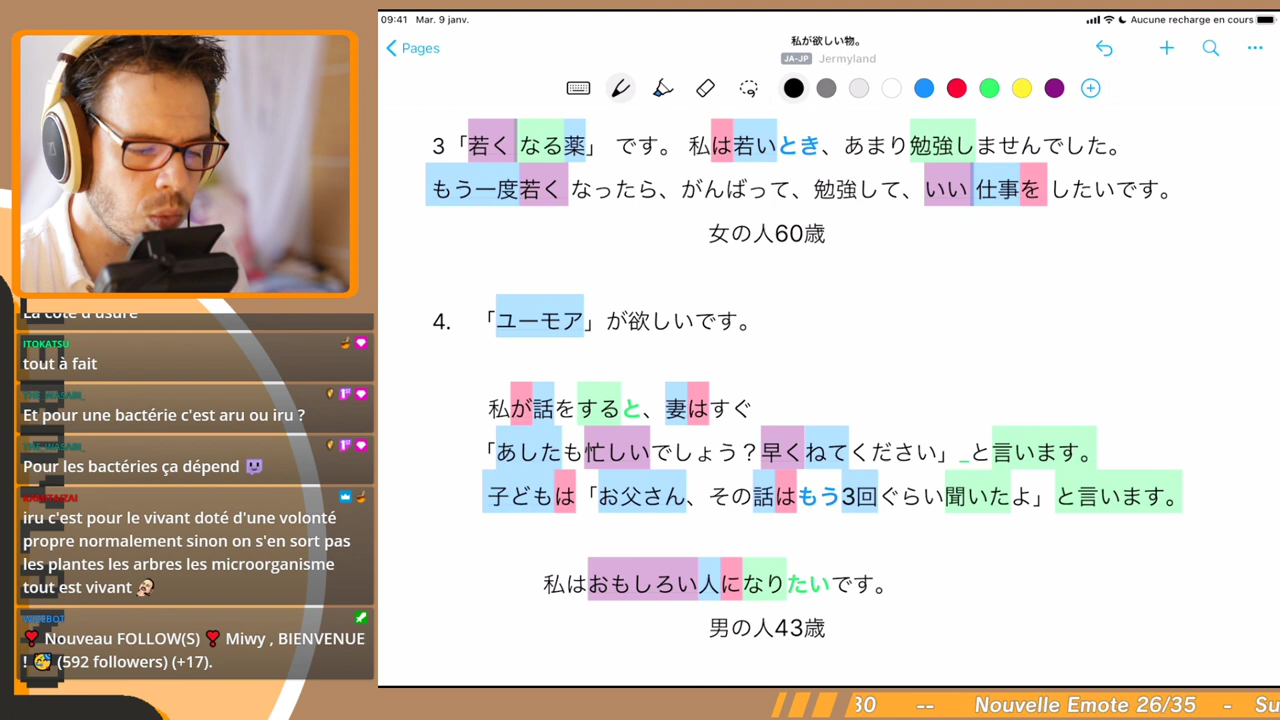 09:41 Mar. 9 janv.
Aucune recharge en cours
Pages
私が欲しい物。
JA-JP Jermyland
3「若くなる薬」です。私は若いとき、あまり勉強しませんでした。
もう一度若くなったら、がんばって、勉強して、いい仕事をしたいです。
女の人60歳
4. 「ユーモア」が欲しいです。
私が話をすると、妻はすぐ
「あしたも忙しいでしょう？早くねてください」_と言います。
子どもは「お父さん、その話はもう3回ぐらい聞いたよ」と言います。
私はおもしろい人になりたいです。
男の人43歳
La côte d'usure
ITOKATSU
tout à fait
Et pour une bactérie c'est aru ou iru ?
Pour les bactéries ça dépend
iru c'est pour le vivant doté d'une volonté
propre normalement sinon on s'en sort pas
les plantes les arbres les microorganisme
tout est vivant
Nouveau FOLLOW(S) Miwy , BIENVENUE
! (592 followers) (+17).
30 -- Nouvelle Emote 26/35 - Su